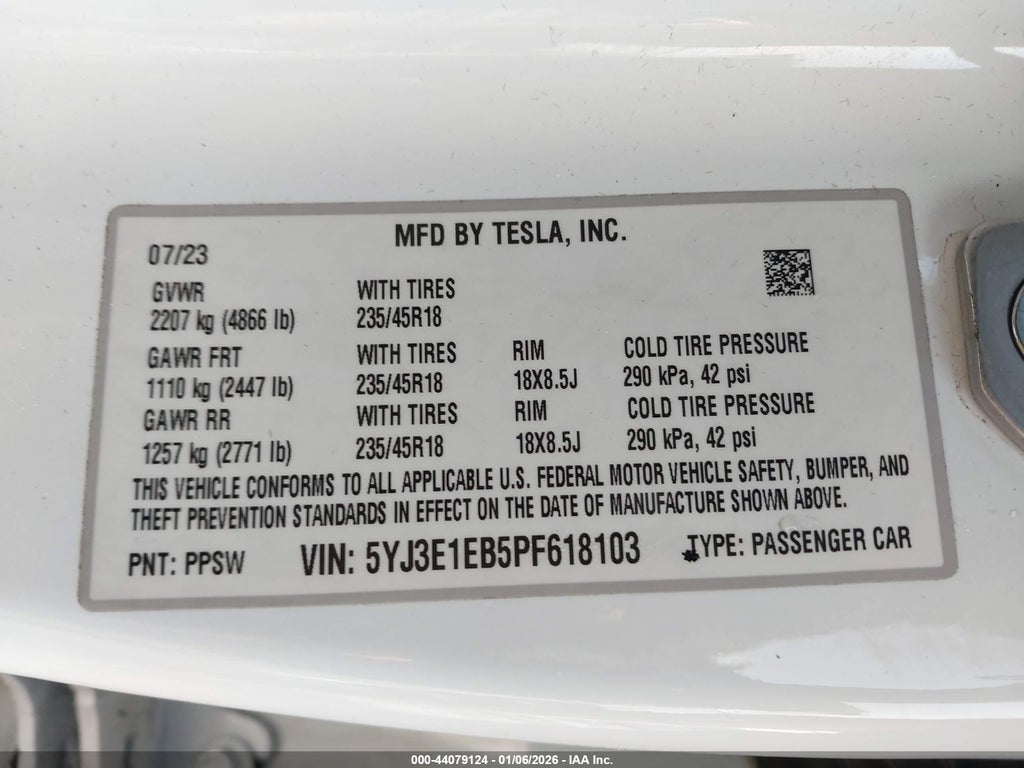 MFD BY TESLA, INC.
07/23
GVWR WITH TIRES
2207 kg (4866 lb) 235/45R18
GAWR FRT WITH TIRES RIM COLD TIRE PRESSURE
1110 kg (2447 lb) 235/45R18 18X8.5J 290 kPa, 42 psi
GAWR RR WITH TIRES RIM COLD TIRE PRESSURE
1257 kg (2771 lb) 235/45R18 18X8.5J 290 kPa, 42 psi
THIS VEHICLE CONFORMS TO ALL APPLICABLE U.S. FEDERAL MOTOR VEHICLE SAFETY, BUMPER, AND
THEFT PREVENTION STANDARDS IN EFFECT ON THE DATE OF MANUFACTURE SHOWN ABOVE.
PNT: PPSW VIN: 5YJ3E1EB5PF618103 TYPE: PASSENGER CAR
000-44079124 - 01/06/2026 - IAA Inc.